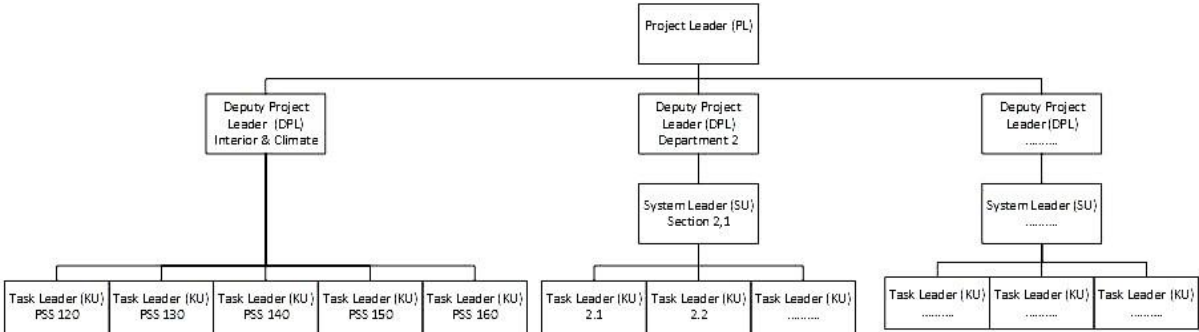 Project Leader (PL)
Deputy Project
Leader (DPL)
Interior & Climate
Deputy Project
Leader (DPL)
Department 2
Deputy Project
Leader (DPL)
..........
System Leader (SU)
Section 2,1
System Leader (SU)
..........
Task Leader (KU)
PSS 120
Task Leader (KU)
PSS 130
Task Leader (KU)
PSS 140
Task Leader (KU)
PSS 150
Task Leader (KU)
PSS 160
Task Leader (KU)
2.1
Task Leader (KU)
2.2
Task Leader (KU)
..........
Task Leader (KU)
..........
Task Leader (KU)
..........
Task Leader (KU)
..........